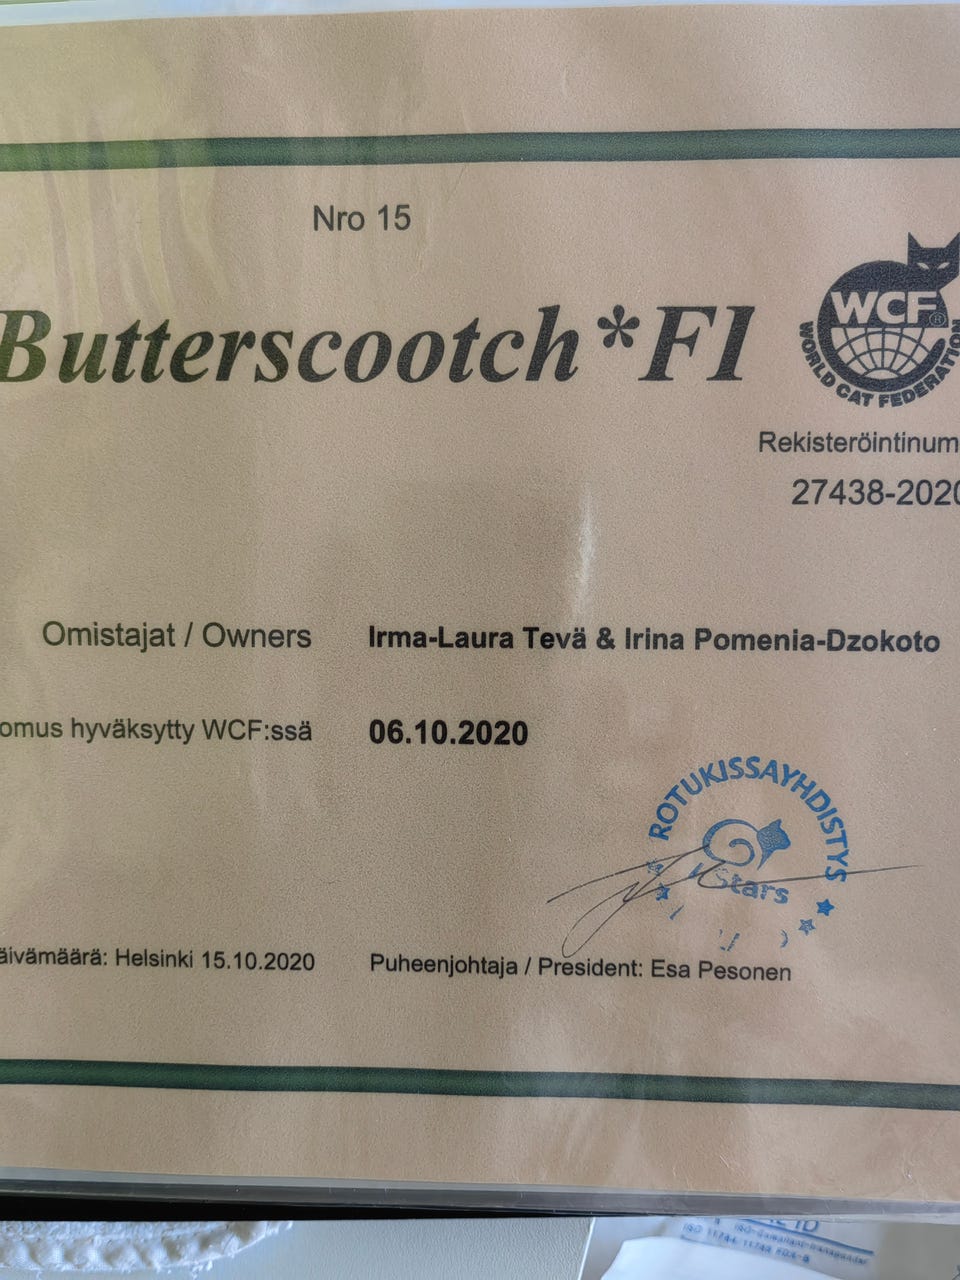 Nro 15
Butterscootch*FI
WCF®
WORLD CAT FEDERATION
Rekisteröintinum
27438-2020
Omistajat / Owners Irma-Laura Tevä & Irina Pomenia-Dzokoto
omus hyväksytty WCF:ssä 06.10.2020
ROTUKISSAYHDISTYS
Stars
äivämäärä: Helsinki 15.10.2020 Puheenjohtaja / President: Esa Pesonen